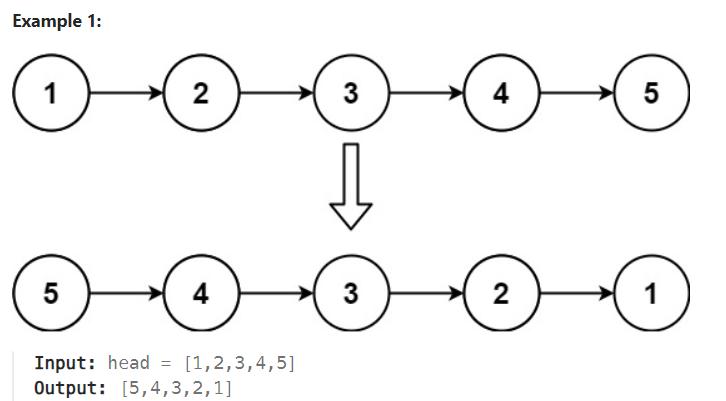 Example 1:
1 2 3 4 5
5 4 3 2 1
Input: head = [1,2,3,4,5]
Output: [5,4,3,2,1]